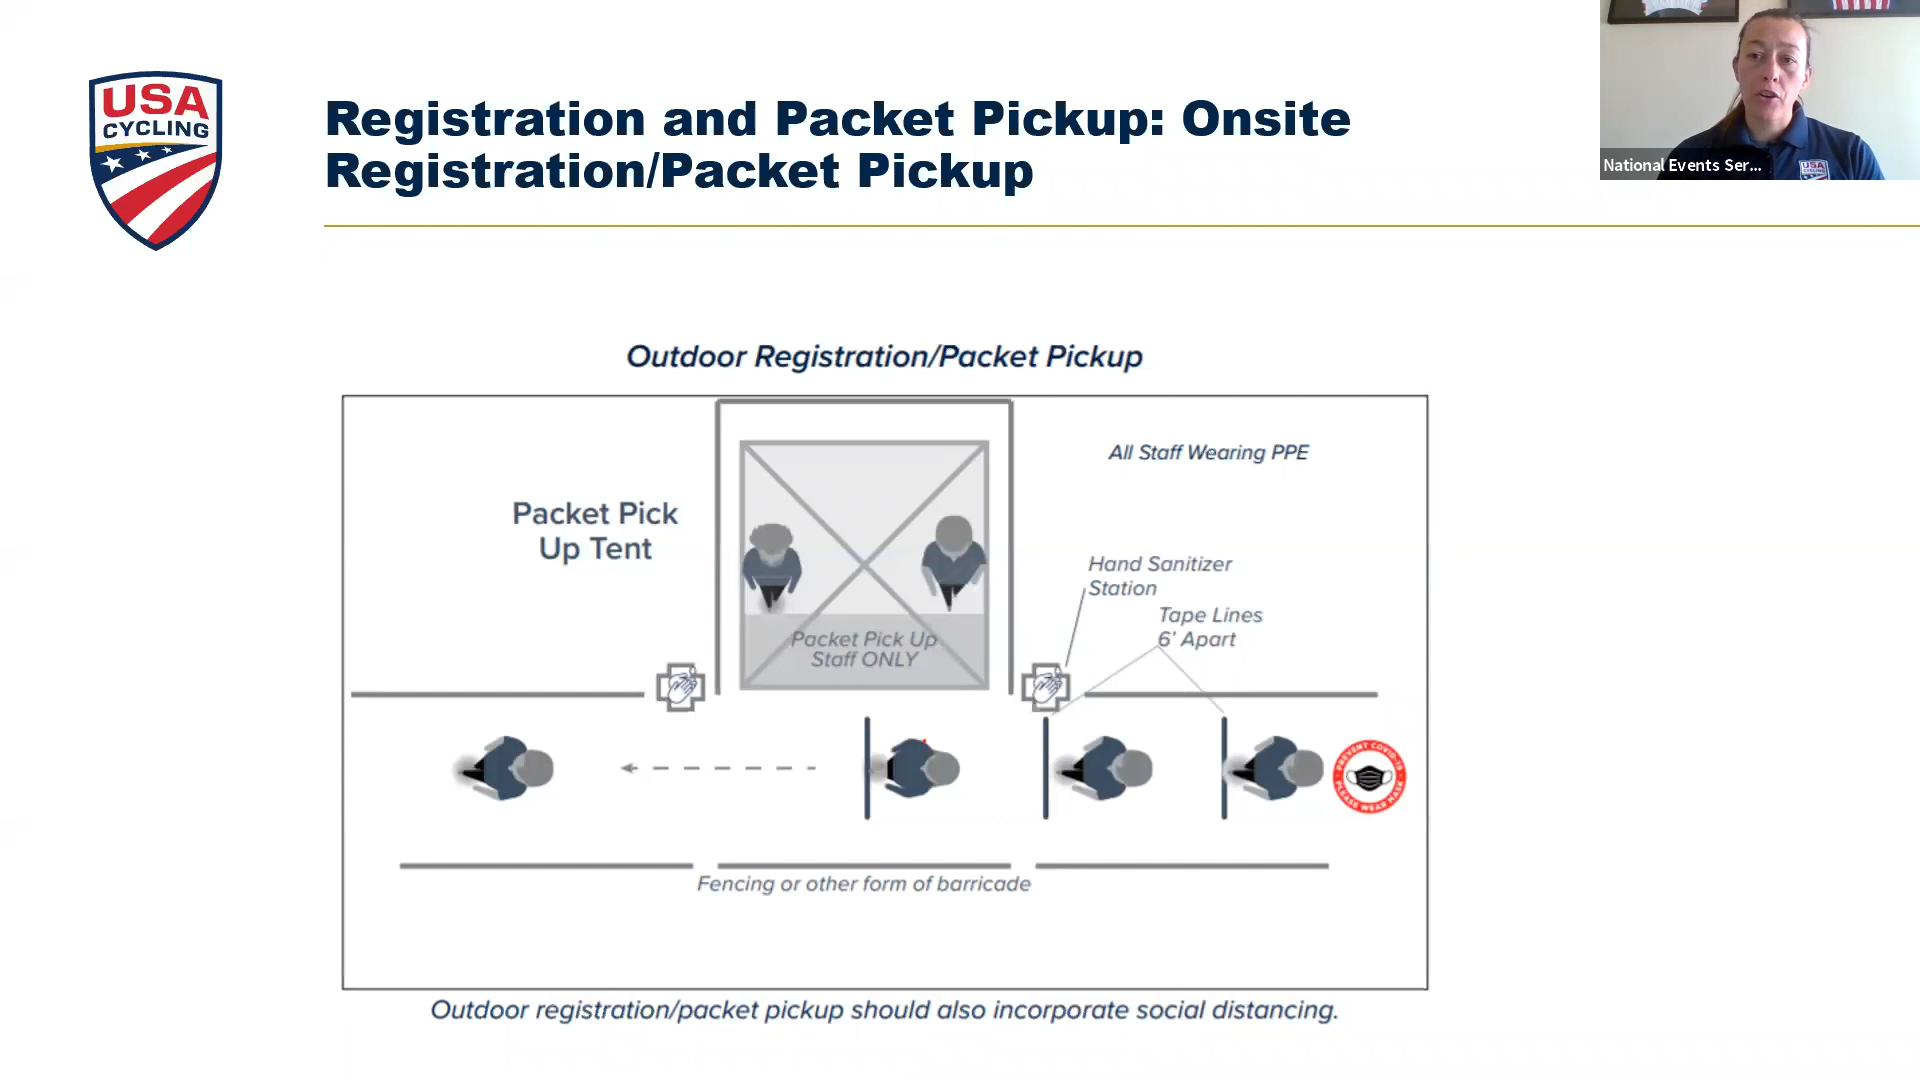 USA
CYCLING
Registration and Packet Pickup: Onsite
Registration/Packet Pickup
National Events Ser...
USA
CYCLING
Outdoor Registration/Packet Pickup
All Staff Wearing PPE
Packet Pick
Up Tent
Hand Sanitizer
Station
Tape Lines
6' Apart
Packet Pick Up
Staff ONLY
PREVENT COVID-19
PLEASE WEAR MASK
Fencing or other form of barricade
Outdoor registration/packet pickup should also incorporate social distancing.